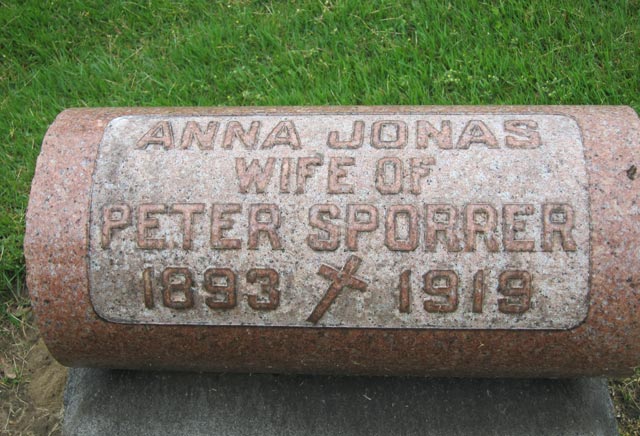 ANNA JONAS
WIFE OF
PETER SPORRER
1893 1919